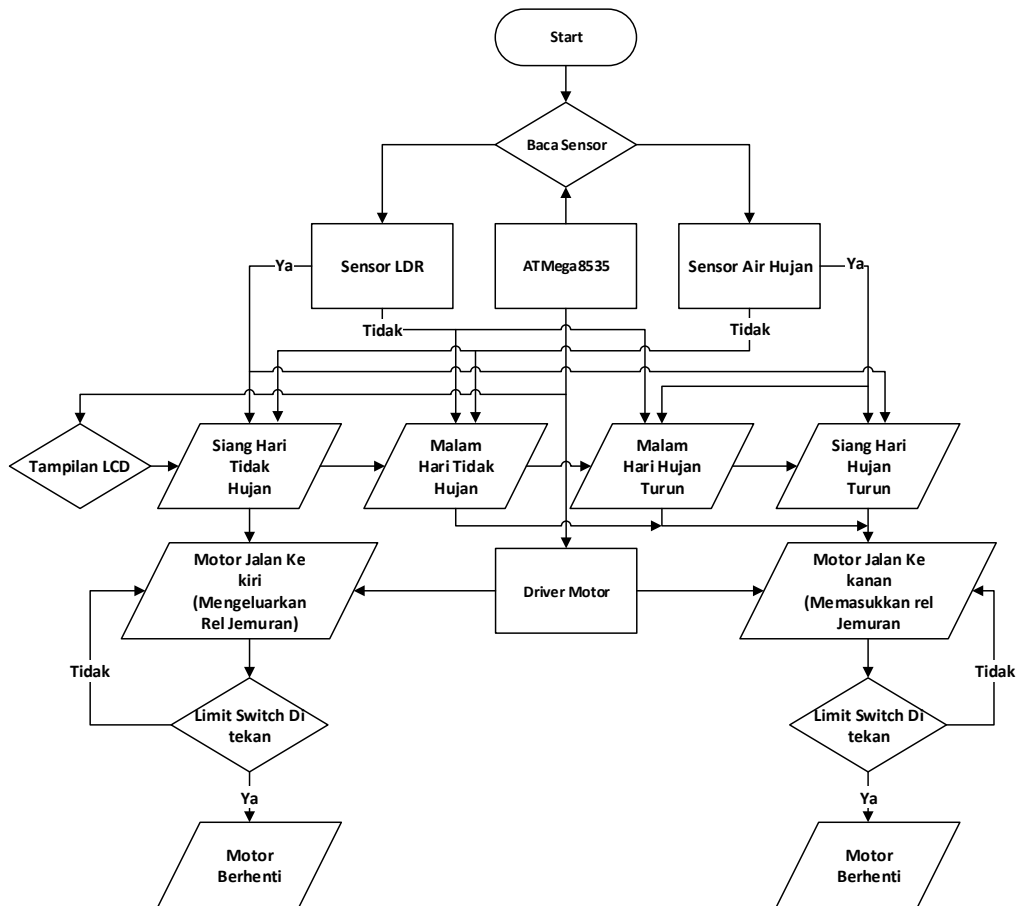 Start
Baca Sensor
Sensor LDR
ATMega8535
Sensor Air Hujan
Ya
Ya
Tidak
Tidak
Tampilan LCD
Siang Hari
Tidak
Hujan
Malam
Hari Tidak
Hujan
Malam
Hari Hujan
Turun
Siang Hari
Hujan
Turun
Motor Jalan Ke
kiri
(Mengeluarkan
Rel Jemuran)
Driver Motor
Motor Jalan Ke
kanan
(Memasukkan rel
Jemuran
Tidak
Tidak
Limit Switch Di
tekan
Limit Switch Di
tekan
Ya
Ya
Motor
Berhenti
Motor
Berhenti